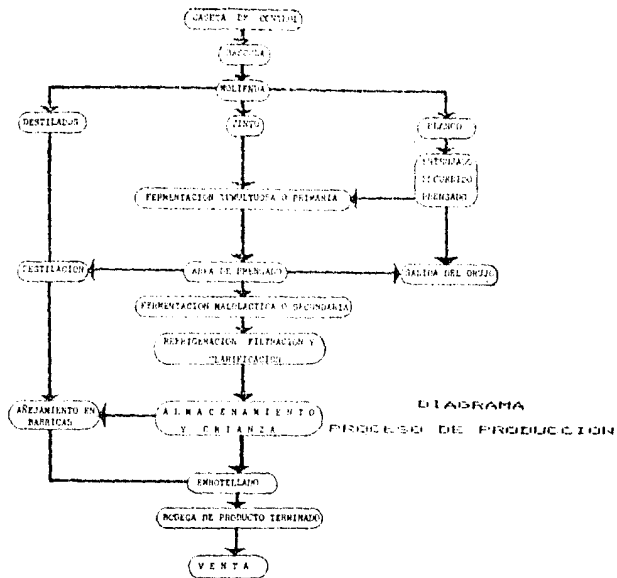 CASETA DE CONTROL
BASCULA
MOLIENDA
DESTILADOS
TINTO
BLANCO
ESCURRIDO
PRENSADO
FERMENTACION TUMULTUOSA O PRIMARIA
DESTILACION
AREA DE PRENSADO
SALIDA DEL ORUJO
FERMENTACION MALOLACTICA O SECUNDARIA
REFRIGERACION FILTRACION Y
CLARIFICACION
AÑEJAMIENTO EN
BARRICAS
ALMACENAMIENTO
Y CRIANZA
DIAGRAMA
PROCESO DE PRODUCCION
EMBOTELLADO
BODEGA DE PRODUCTO TERMINADO
VENTA